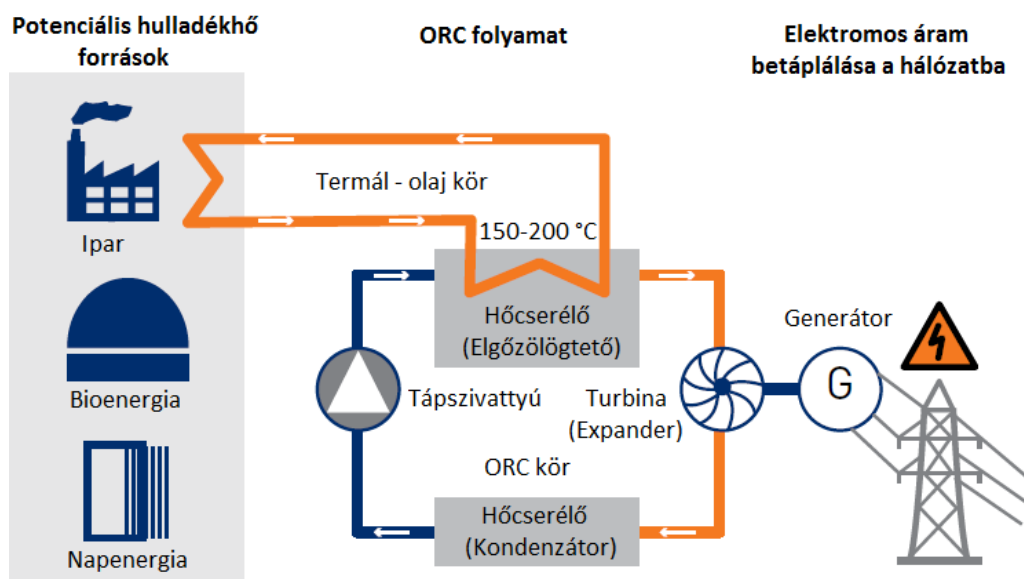 Potenciális hulladékhő
források
ORC folyamat
Elektromos áram
betáplálása a hálózatba
Termál - olaj kör
Ipar
150-200 °C
Hőcserélő
(Elgőzölögtető)
Generátor
Bioenergia
Tápszivattyú
Turbina
(Expander)
G
ORC kör
Hőcserélő
(Kondenzátor)
Napenergia